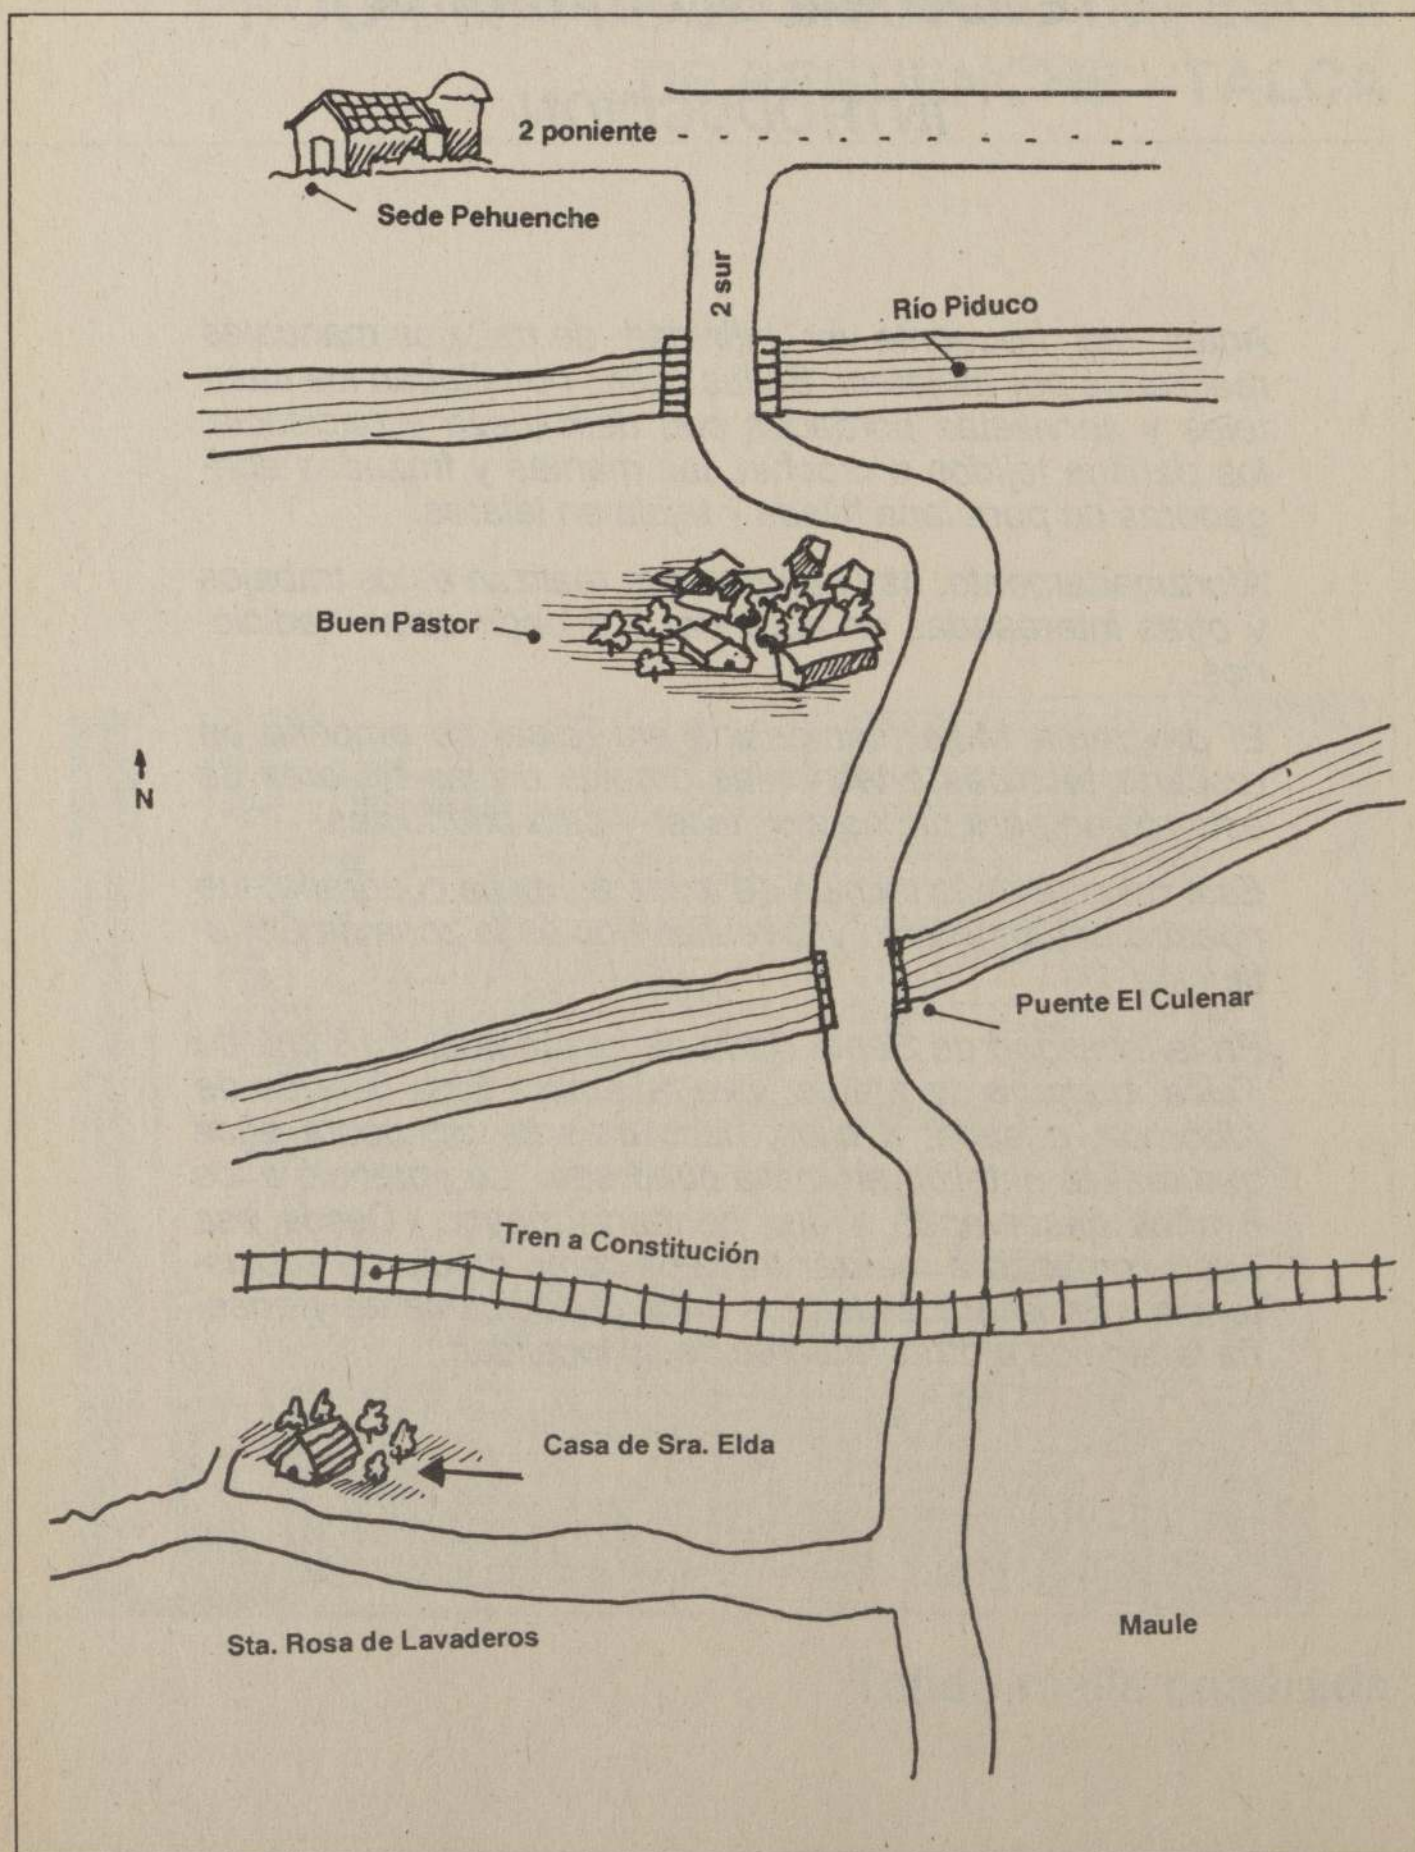 2 poniente
Sede Pehuenche
2 sur
Río Piduco
Buen Pastor
N
Puente El Culenar
Tren a Constitución
Casa de Sra. Elda
Sta. Rosa de Lavaderos
Maule